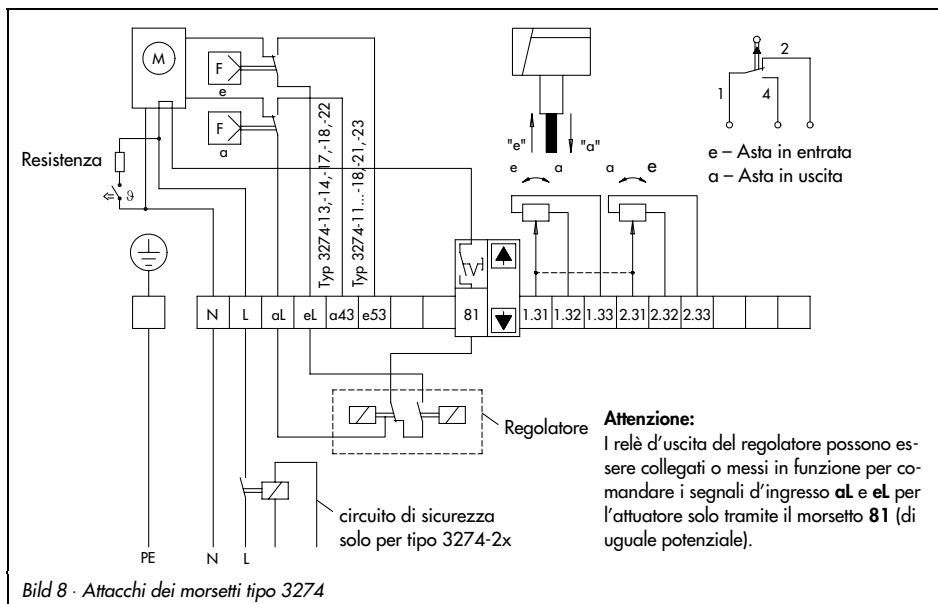 M
F
e
F
a
Resistenza
⇐ ϑ
Typ 3274-13,-14,-17,-18,-22
Typ 3274-11...-18,-21,-23
"e" "a"
e a
a e
2
1 4
e – Asta in entrata
a – Asta in uscita
N L aL eL a43 e53 81 1.31 1.32 1.33 2.31 2.32 2.33
Regolatore
circuito di sicurezza
solo per tipo 3274-2x
PE N L
Attenzione:
I relè d'uscita del regolatore possono es-
sere collegati o messi in funzione per co-
mandare i segnali d'ingresso aL e eL per
l'attuatore solo tramite il morsetto 81 (di
uguale potenziale).
Bild 8 · Attacchi dei morsetti tipo 3274